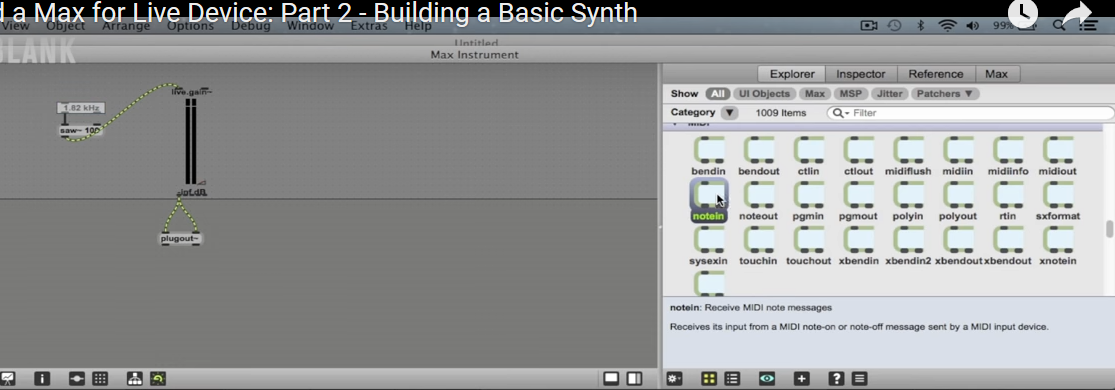 d a Max for Live Device: Part 2 - Building a Basic Synth
View Object Arrange Options Debug Window Extras Help 99%
Untitled
BLANK
Max Instrument
Explorer Inspector Reference Max
Show All UI Objects Max MSP Jitter Patchers ▼
Category ▼ 1009 Items Filter
MIDI
1.82 kHz
live.gain~
saw~ 100
bendin bendout ctlin ctlout midiflush midiin midiinfo midiout
notein noteout pgmin pgmout polyin polyout rtin sxformat
-inf dB
plugout~
sysexin touchin touchout xbendin xbendin2 xbendout xbendout xnotein
notein: Receive MIDI note messages
Receives its input from a MIDI note-on or note-off message sent by a MIDI input device.